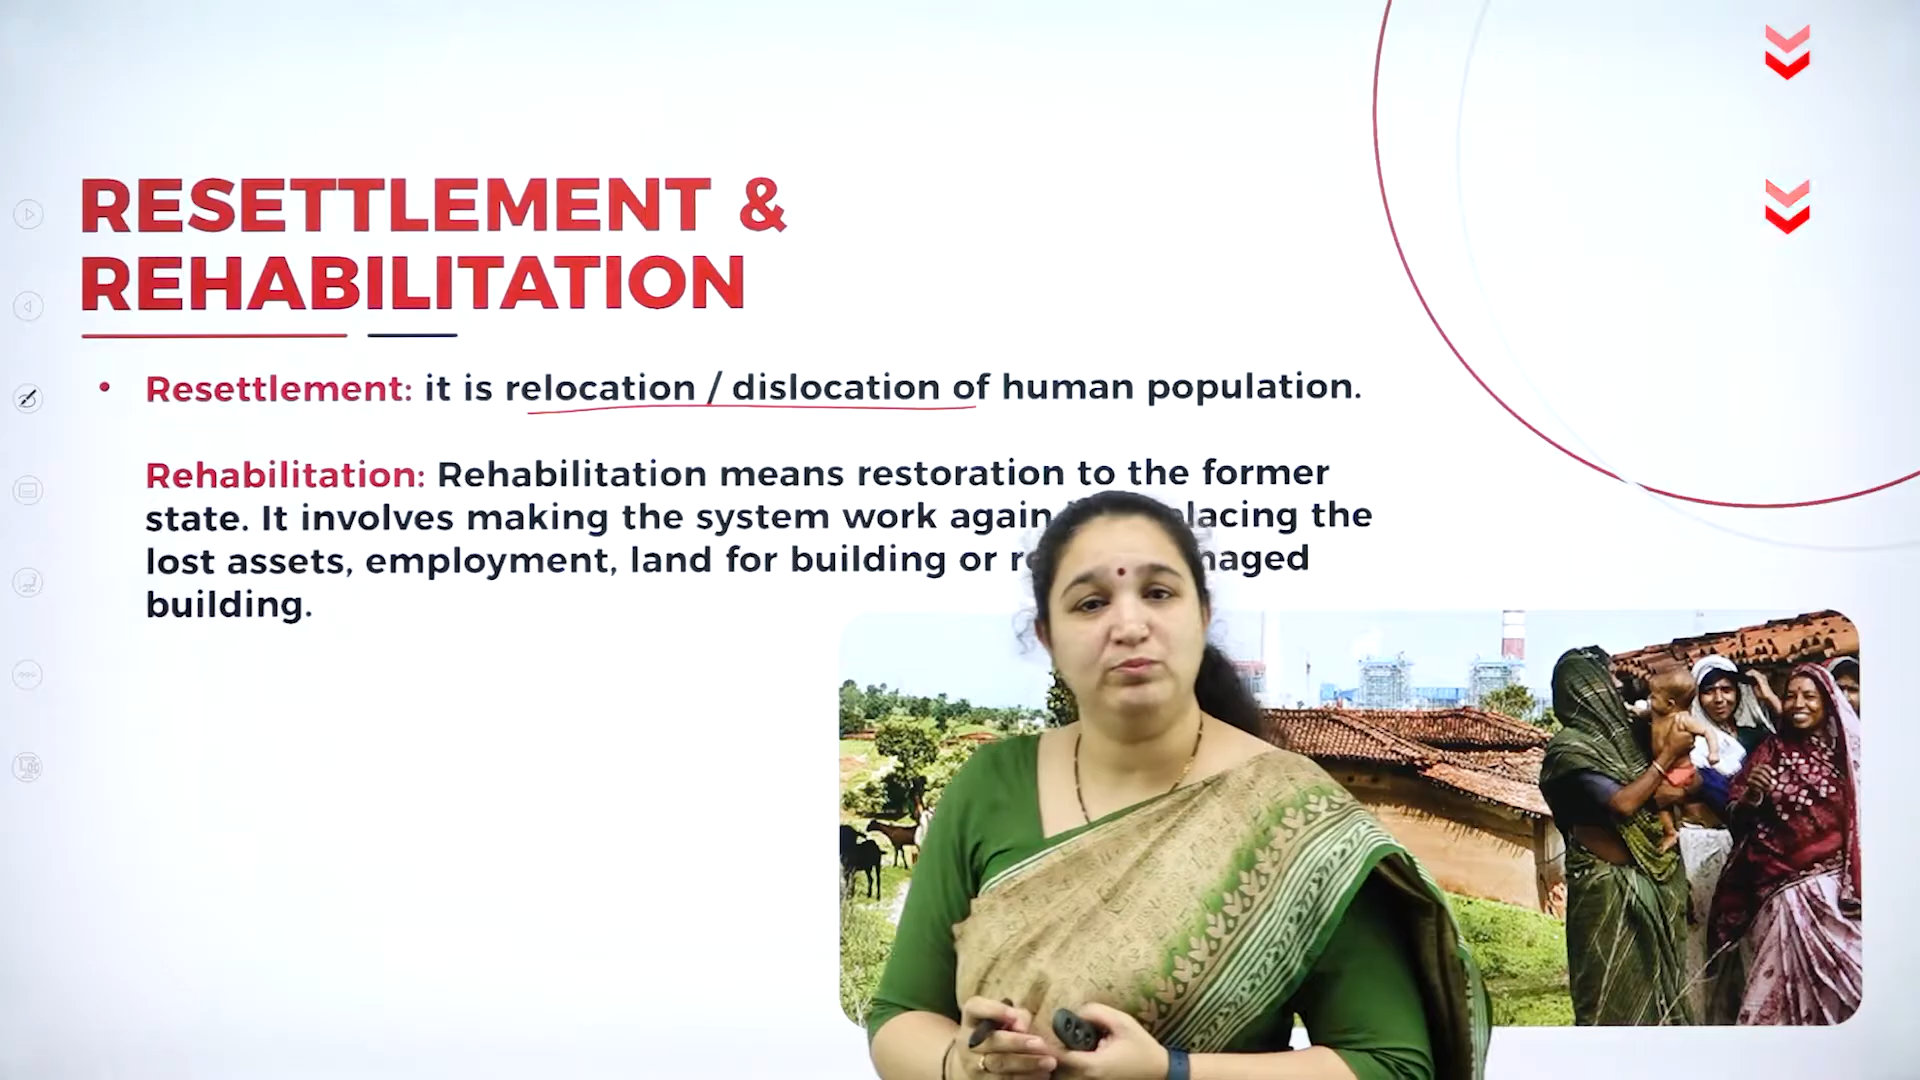 RESETTLEMENT &
REHABILITATION
• Resettlement: it is relocation / dislocation of human population.
Rehabilitation: Rehabilitation means restoration to the former
state. It involves making the system work again the
lost assets, employment, land for building or
building.